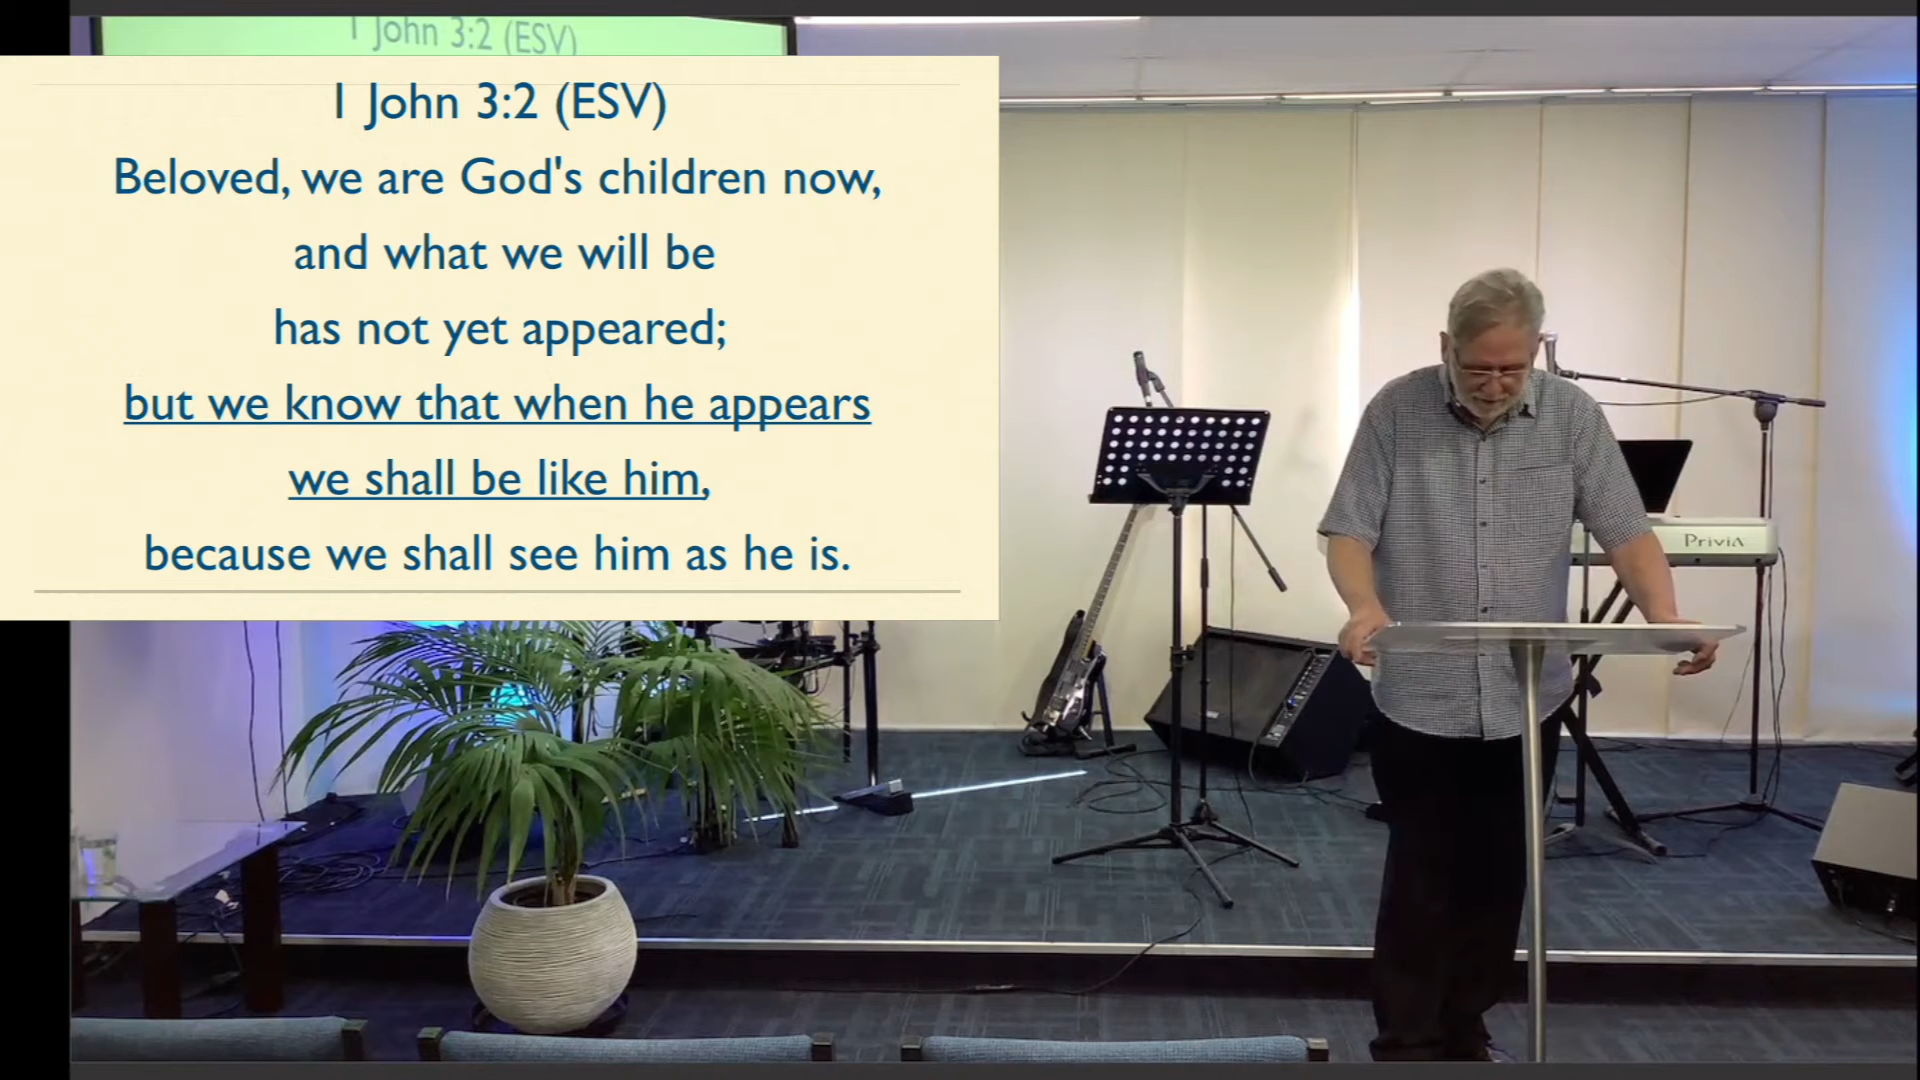 1 John 3:2 (ESV)
1 John 3:2 (ESV)
Beloved, we are God's children now,
and what we will be
has not yet appeared;
but we know that when he appears
we shall be like him,
because we shall see him as he is.
Privia